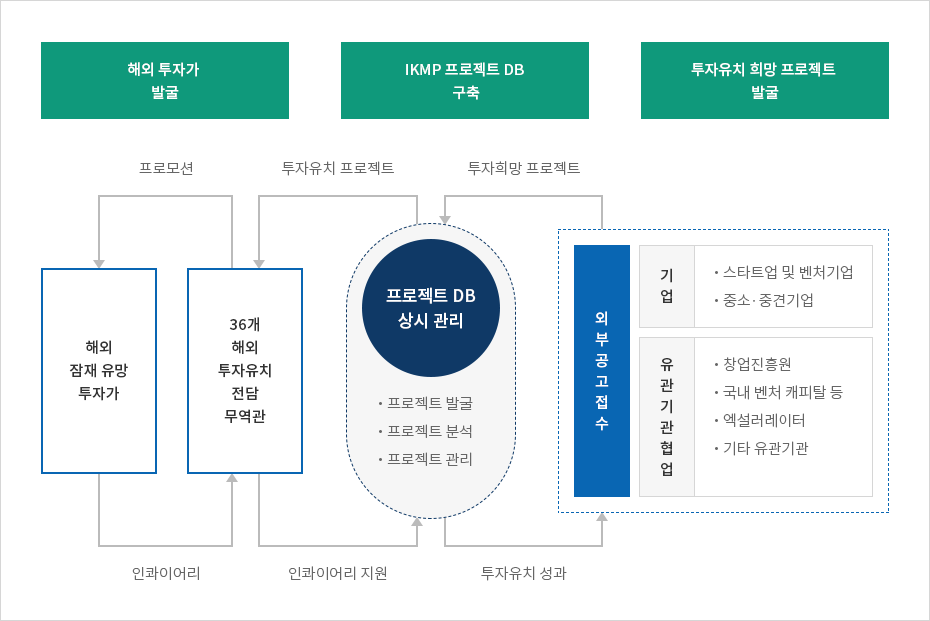 해외 투자가
발굴
IKMP 프로젝트 DB
구축
투자유치 희망 프로젝트
발굴
프로모션
투자유치 프로젝트
투자희망 프로젝트
해외
잠재 유망
투자가
36개
해외
투자유치
전담
무역관
프로젝트 DB
상시 관리
· 프로젝트 발굴
· 프로젝트 분석
· 프로젝트 관리
외
부
공
고
접
수
기
업
· 스타트업 및 벤처기업
· 중소·중견기업
유
관
기
관
협
업
· 창업진흥원
· 국내 벤처 캐피탈 등
· 엑설러레이터
· 기타 유관기관
인콰이어리
인콰이어리 지원
투자유치 성과